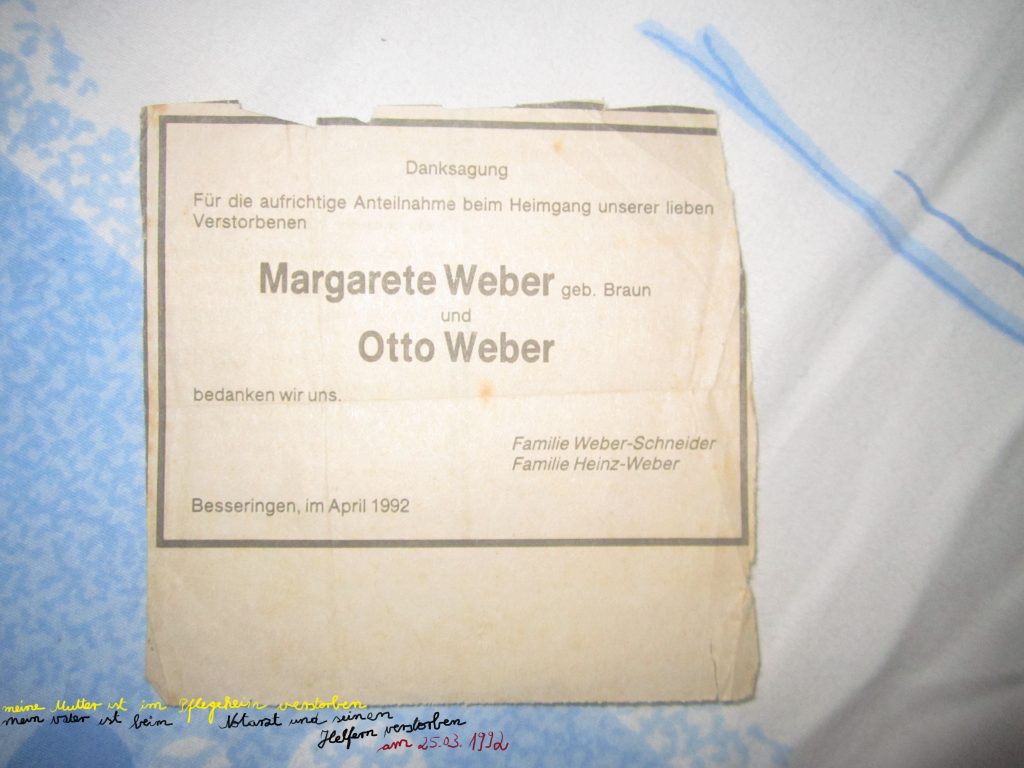 Danksagung
Für die aufrichtige Anteilnahme beim Heimgang unserer lieben
Verstorbenen
Margarete Weber geb. Braun
und
Otto Weber
bedanken wir uns.
Familie Weber-Schneider
Familie Heinz-Weber
Besseringen, im April 1992
meine Mutter ist im Pflegeheim verstorben
mein vater ist beim Notarzt und seinen
Helfern verstorben
am 25.03.1992